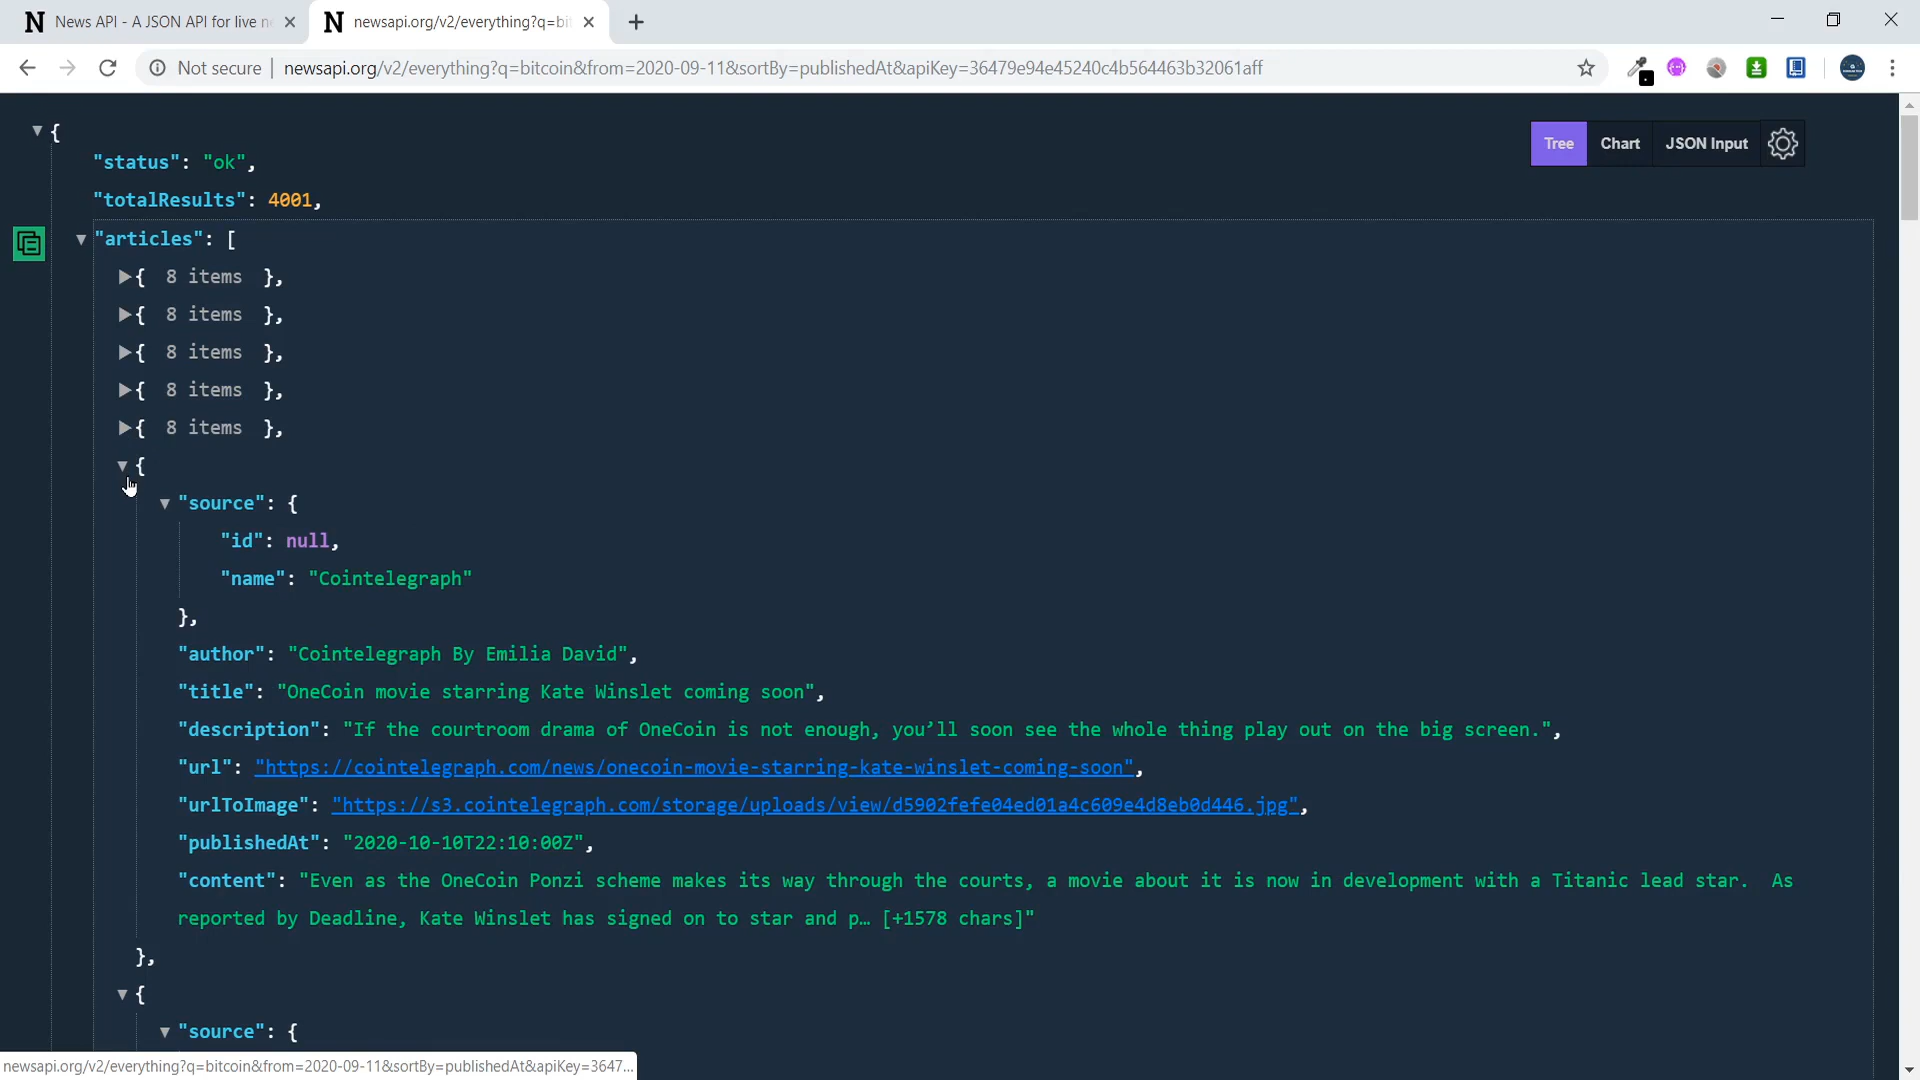 News API - A JSON API for live n
newsapi.org/v2/everything?q=bi
Not secure | newsapi.org/v2/everything?q=bitcoin&from=2020-09-11&sortBy=publishedAt&apiKey=36479e94e45240c4b564463b32061aff
Tree Chart JSON Input
{
"status": "ok",
"totalResults": 4001,
"articles": [
{ 8 items },
{ 8 items },
{ 8 items },
{ 8 items },
{ 8 items },
{
"source": {
"id": null,
"name": "Cointelegraph"
},
"author": "Cointelegraph By Emilia David",
"title": "OneCoin movie starring Kate Winslet coming soon",
"description": "If the courtroom drama of OneCoin is not enough, you’ll soon see the whole thing play out on the big screen.",
"url": "https://cointelegraph.com/news/onecoin-movie-starring-kate-winslet-coming-soon",
"urlToImage": "https://s3.cointelegraph.com/storage/uploads/view/d5902fefe04ed01a4c609e4d8eb0d446.jpg",
"publishedAt": "2020-10-10T22:10:00Z",
"content": "Even as the OneCoin Ponzi scheme makes its way through the courts, a movie about it is now in development with a Titanic lead star. As
reported by Deadline, Kate Winslet has signed on to star and p… [+1578 chars]"
},
{
"source": {
newsapi.org/v2/everything?q=bitcoin&from=2020-09-11&sortBy=publishedAt&apiKey=3647...